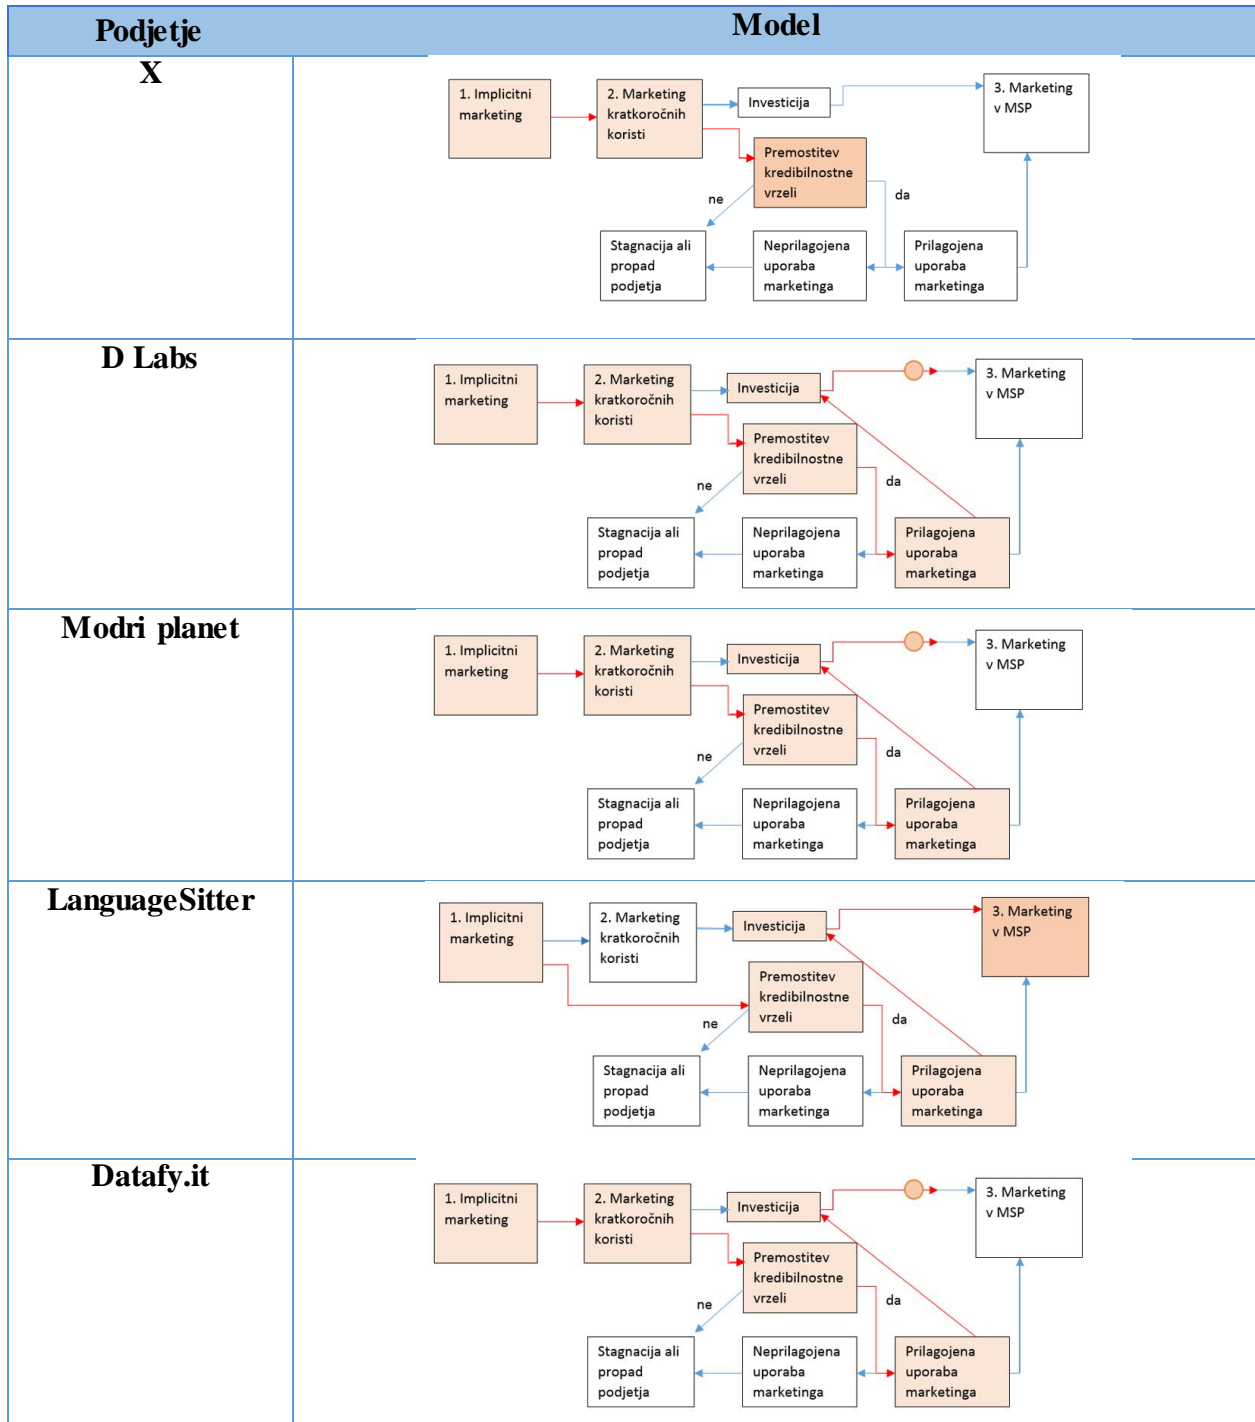 Podjetje
Model
X
1. Implicitni
marketing
2. Marketing
kratkoročnih
koristi
Investicija
3. Marketing
v MSP
Premostitev
kredibilnostne
vrzeli
ne
da
Stagnacija ali
propad
podjetja
Neprilagojena
uporaba
marketinga
Prilagojena
uporaba
marketinga
D Labs
1. Implicitni
marketing
2. Marketing
kratkoročnih
koristi
Investicija
3. Marketing
v MSP
Premostitev
kredibilnostne
vrzeli
ne
da
Stagnacija ali
propad
podjetja
Neprilagojena
uporaba
marketinga
Prilagojena
uporaba
marketinga
Modri planet
1. Implicitni
marketing
2. Marketing
kratkoročnih
koristi
Investicija
3. Marketing
v MSP
Premostitev
kredibilnostne
vrzeli
ne
da
Stagnacija ali
propad
podjetja
Neprilagojena
uporaba
marketinga
Prilagojena
uporaba
marketinga
LanguageSitter
1. Implicitni
marketing
2. Marketing
kratkoročnih
koristi
Investicija
3. Marketing
v MSP
Premostitev
kredibilnostne
vrzeli
ne
da
Stagnacija ali
propad
podjetja
Neprilagojena
uporaba
marketinga
Prilagojena
uporaba
marketinga
Datafy.it
1. Implicitni
marketing
2. Marketing
kratkoročnih
koristi
Investicija
3. Marketing
v MSP
Premostitev
kredibilnostne
vrzeli
ne
da
Stagnacija ali
propad
podjetja
Neprilagojena
uporaba
marketinga
Prilagojena
uporaba
marketinga